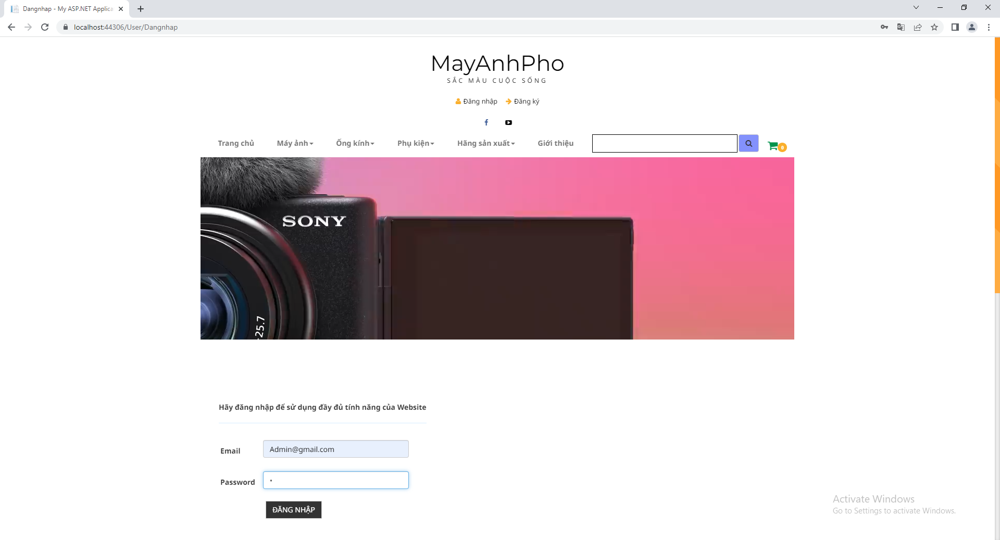 Dangnhap - My ASP.NET Applica
localhost:44306/User/Dangnhap
MayAnhPho
SẮC MÀU CUỘC SỐNG
Đăng nhập Đăng ký
Trang chủ Máy ảnh Ống kính Phụ kiện Hãng sản xuất Giới thiệu 0
SONY
-25.7
Hãy đăng nhập để sử dụng đầy đủ tính năng của Website
Email Admin@gmail.com
Password •
ĐĂNG NHẬP
Activate Windows
Go to Settings to activate Windows.